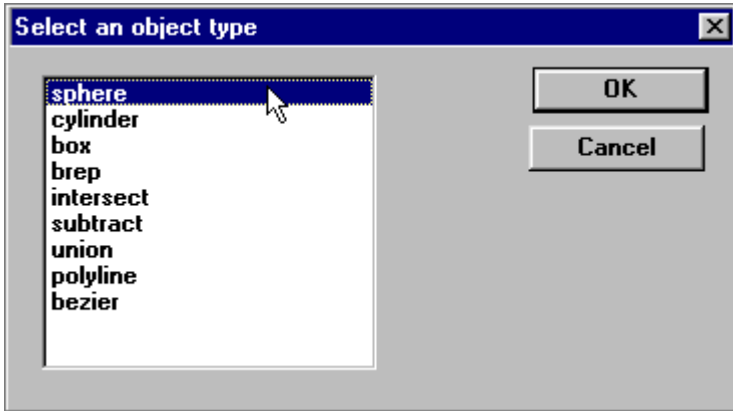 Select an object type
sphere
cylinder
box
brep
intersect
subtract
union
polyline
bezier
OK
Cancel